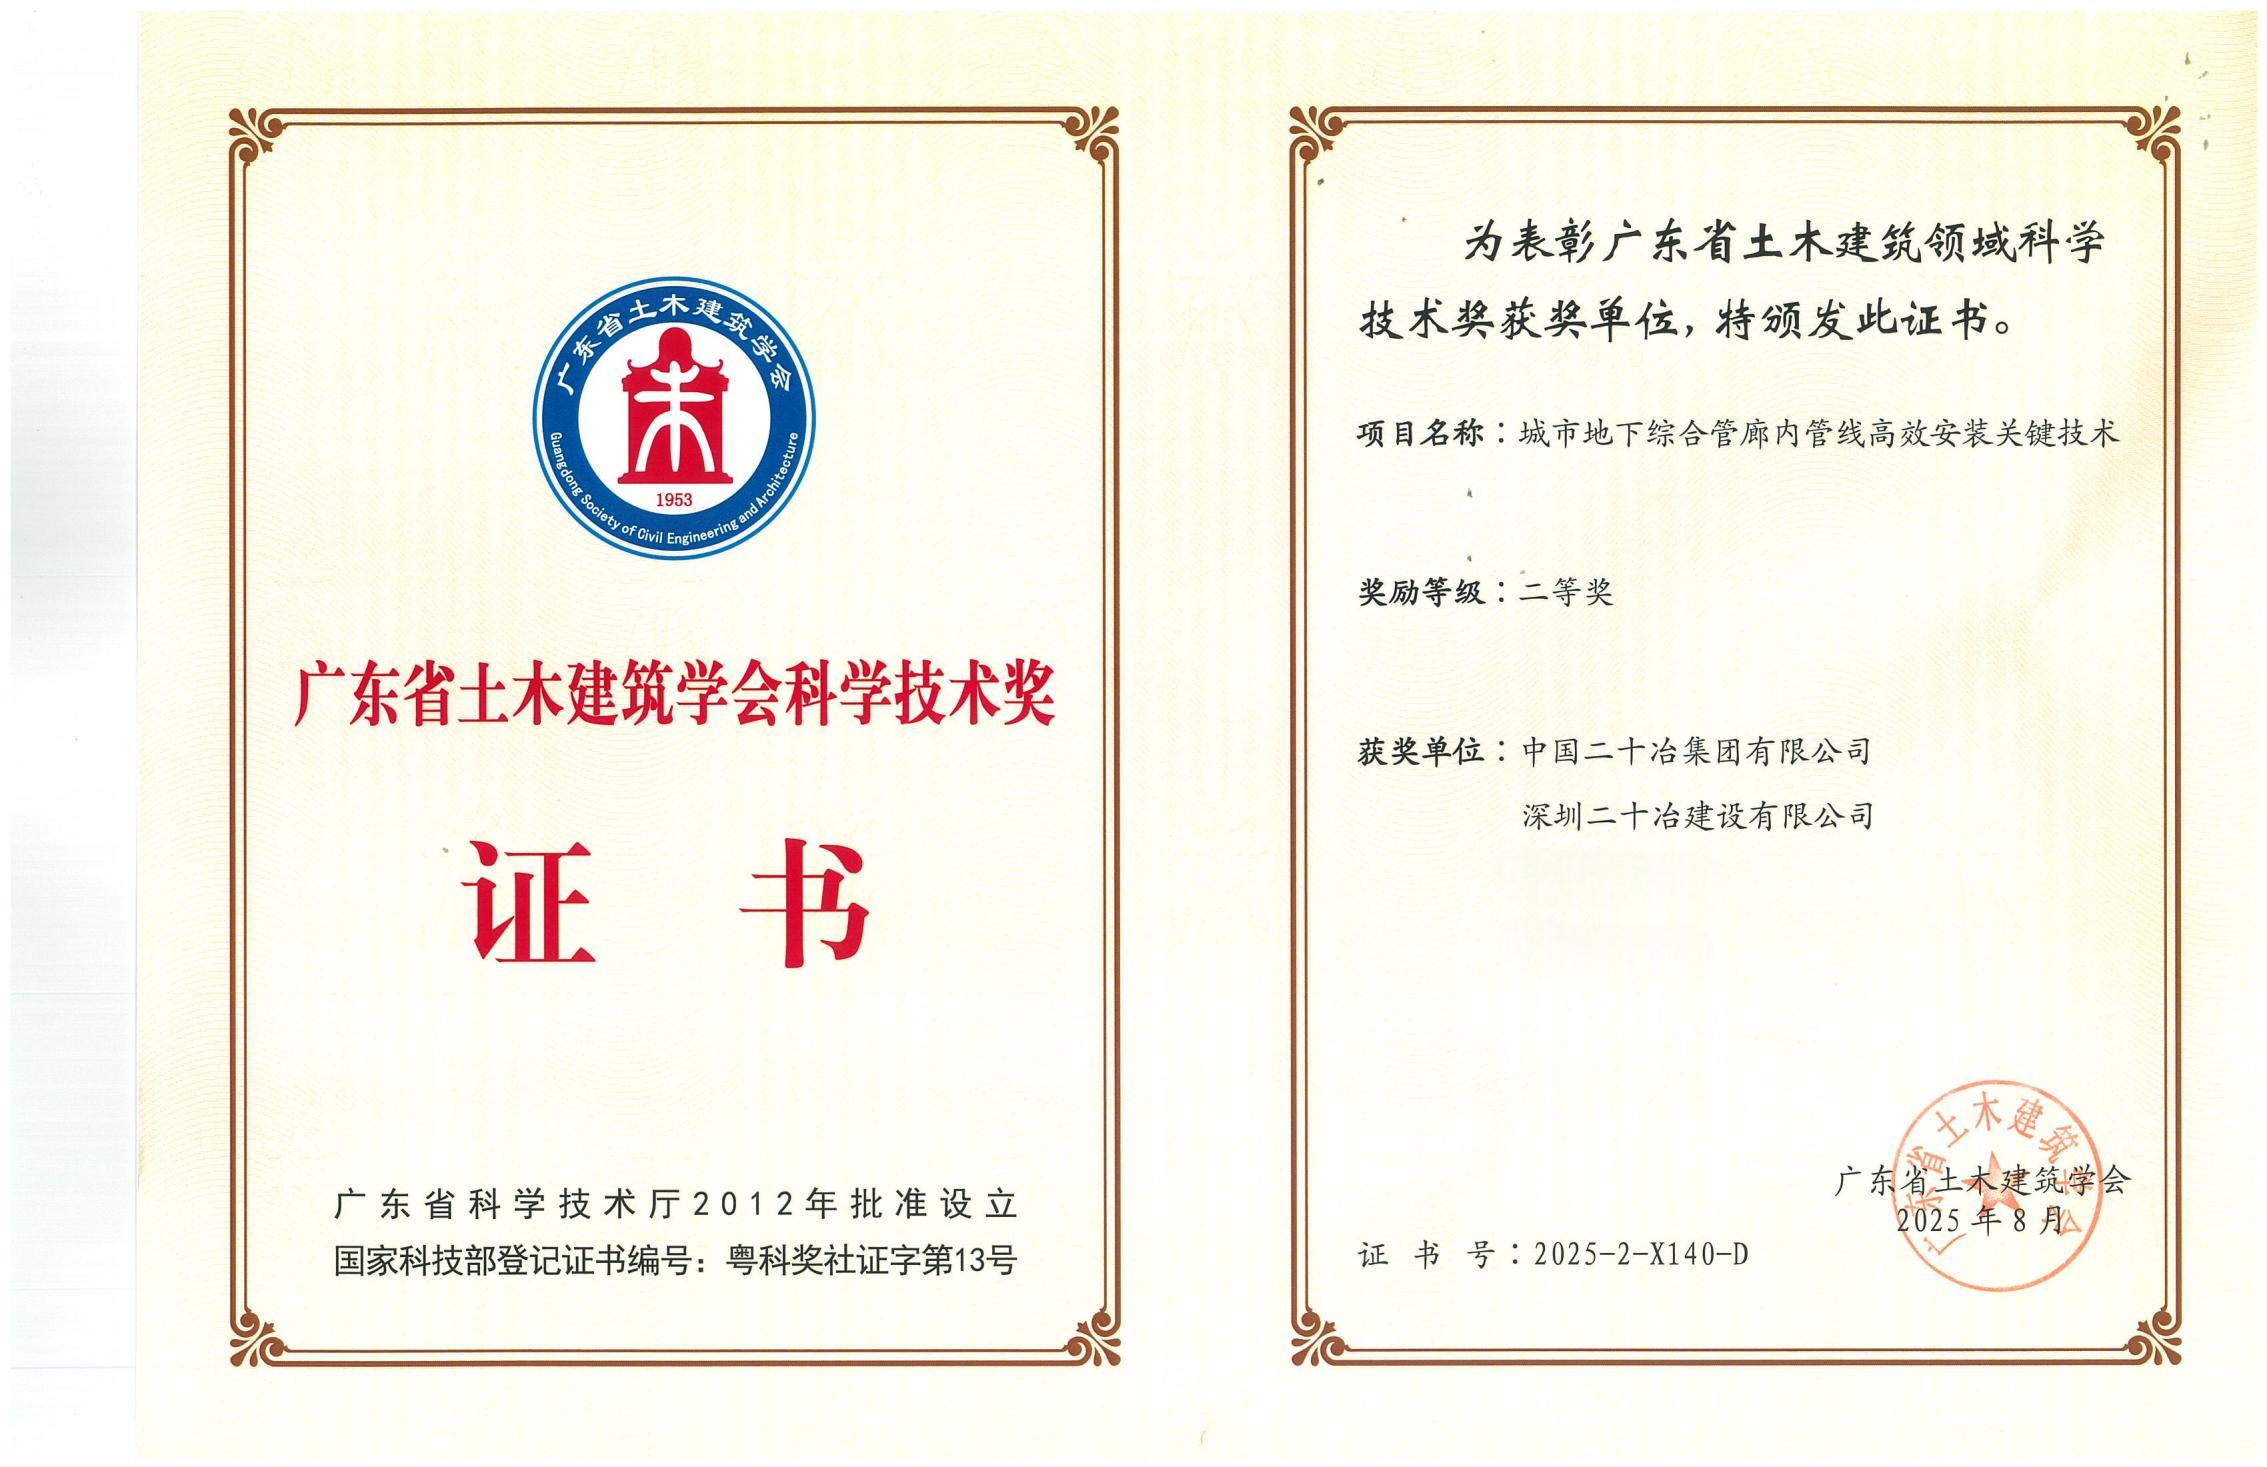 广东省土木建筑学会
Guangdong Society of Civil Engineering and Architecture
1953
广东省土木建筑学会科学技术奖
证 书
广东省科学技术厅2012年批准设立
国家科技部登记证书编号：粤科奖社证字第13号
为表彰广东省土木建筑领域科学
技术奖获奖单位，特颁发此证书。
项目名称：城市地下综合管廊内管线高效安装关键技术
奖励等级：二等奖
获奖单位：中国二十冶集团有限公司
深圳二十冶建设有限公司
广东省土木建筑学会
2025年8月
广东省土木建筑学会
证 书 号：2025-2-X140-D